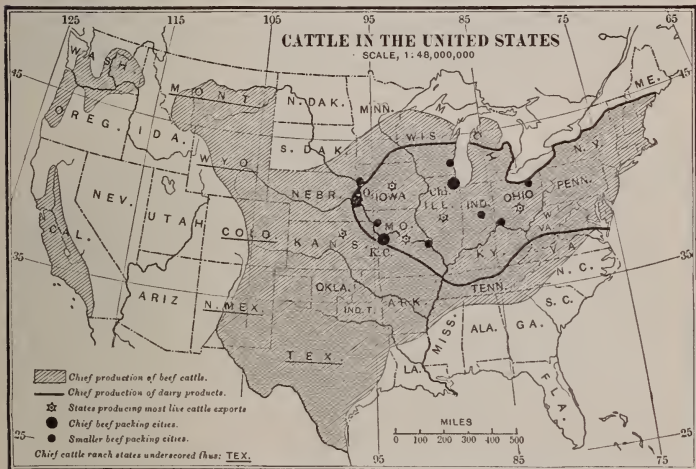 125
115
105
95
85
75
65
CATTLE IN THE UNITED STATES
SCALE, 1:48,000,000
45
45
WASH.
MONT.
N. DAK.
MINN.
ME.
OREG.
IDA.
S. DAK.
WIS.
M I C H
N. Y.
WYO.
NEBR.
O.
IOWA
CHI.
ILL.
IND.
OHIO
PENN.
NEV.
UTAH
COLO.
KANS.
MO.
K.C.
W. VA.
VA.
KY.
CAL.
35
35
ARIZ
N. MEX.
OKLA.
IND. T.
ARK.
TENN.
N. C.
S. C.
TEX.
LA.
MISS.
ALA.
GA.
FLA.
Chief production of beef cattle.
Chief production of dairy products.
States producing most live cattle exports
Chief beef packing cities.
Smaller beef packing cities.
Chief cattle ranch states underscored thus: TEX.
MILES
0 100 200 300 400 500
25
25
95
85
75